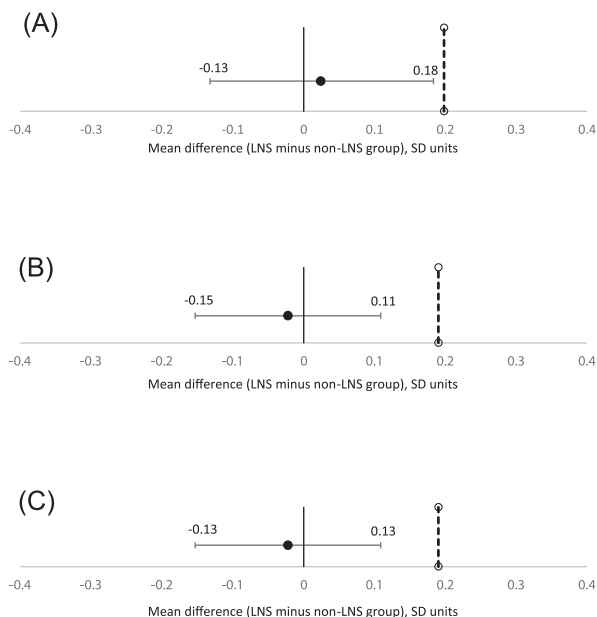 (A)
-0.13 0.18
-0.4 -0.3 -0.2 -0.1 0 0.1 0.2 0.3 0.4
Mean difference (LNS minus non-LNS group), SD units
(B)
-0.15 0.11
-0.4 -0.3 -0.2 -0.1 0 0.1 0.2 0.3 0.4
Mean difference (LNS minus non-LNS group), SD units
(C)
-0.13 0.13
-0.4 -0.3 -0.2 -0.1 0 0.1 0.2 0.3 0.4
Mean difference (LNS minus non-LNS group), SD units